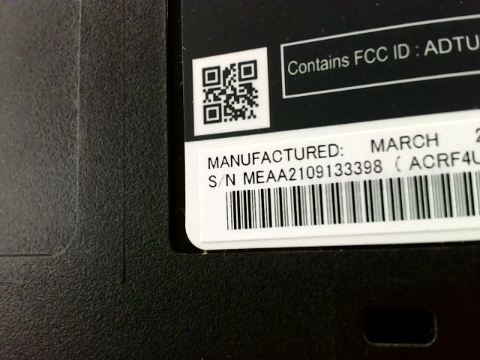 Contains FCC ID : ADTU
MANUFACTURED: MARCH 2
S/N MEAA2109133398 ( ACRF4U